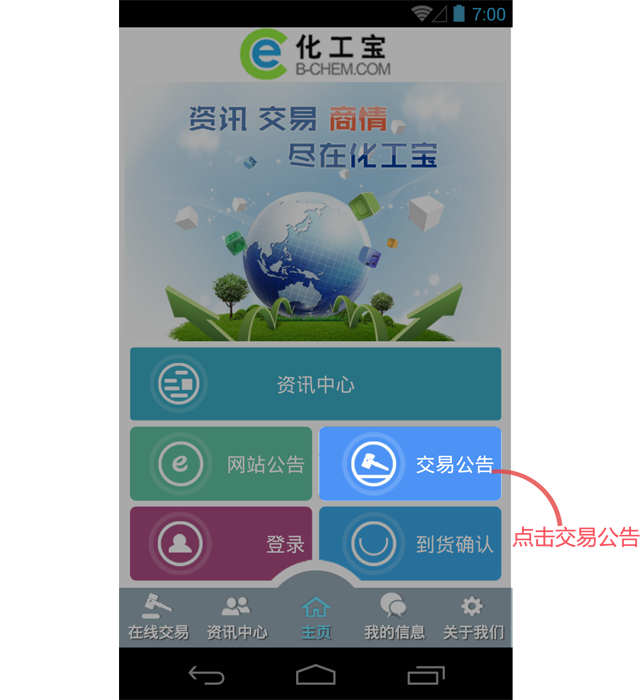 7:00
e 化工宝
B-CHEM.COM
资讯 交易 商情
尽在化工宝
资讯中心
e 网站公告
交易公告
点击交易公告
登录
到货确认
在线交易 资讯中心 主页 我的信息 关于我们